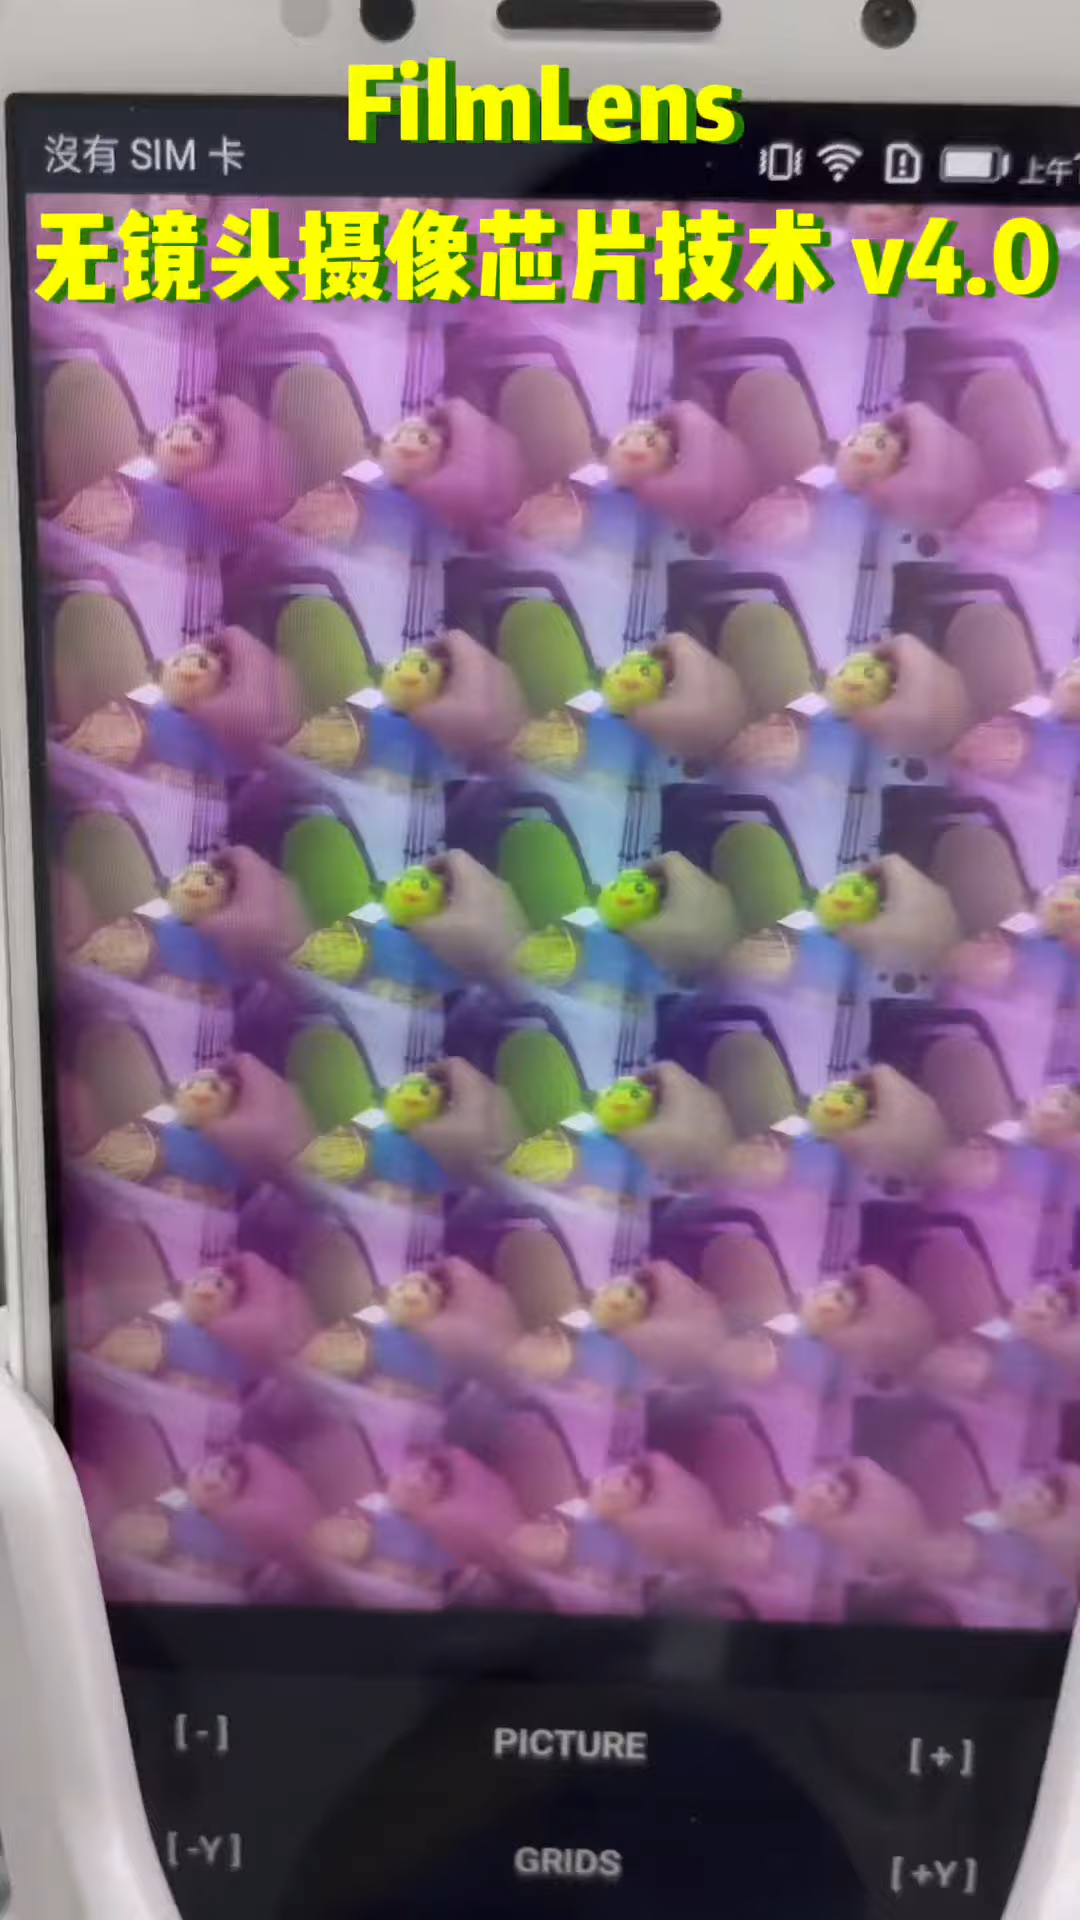 FilmLens
沒有 SIM 卡
上午
无镜头摄像芯片技术 v4.0
[-]
PICTURE
[+]
[-Y]
GRIDS
[+Y]